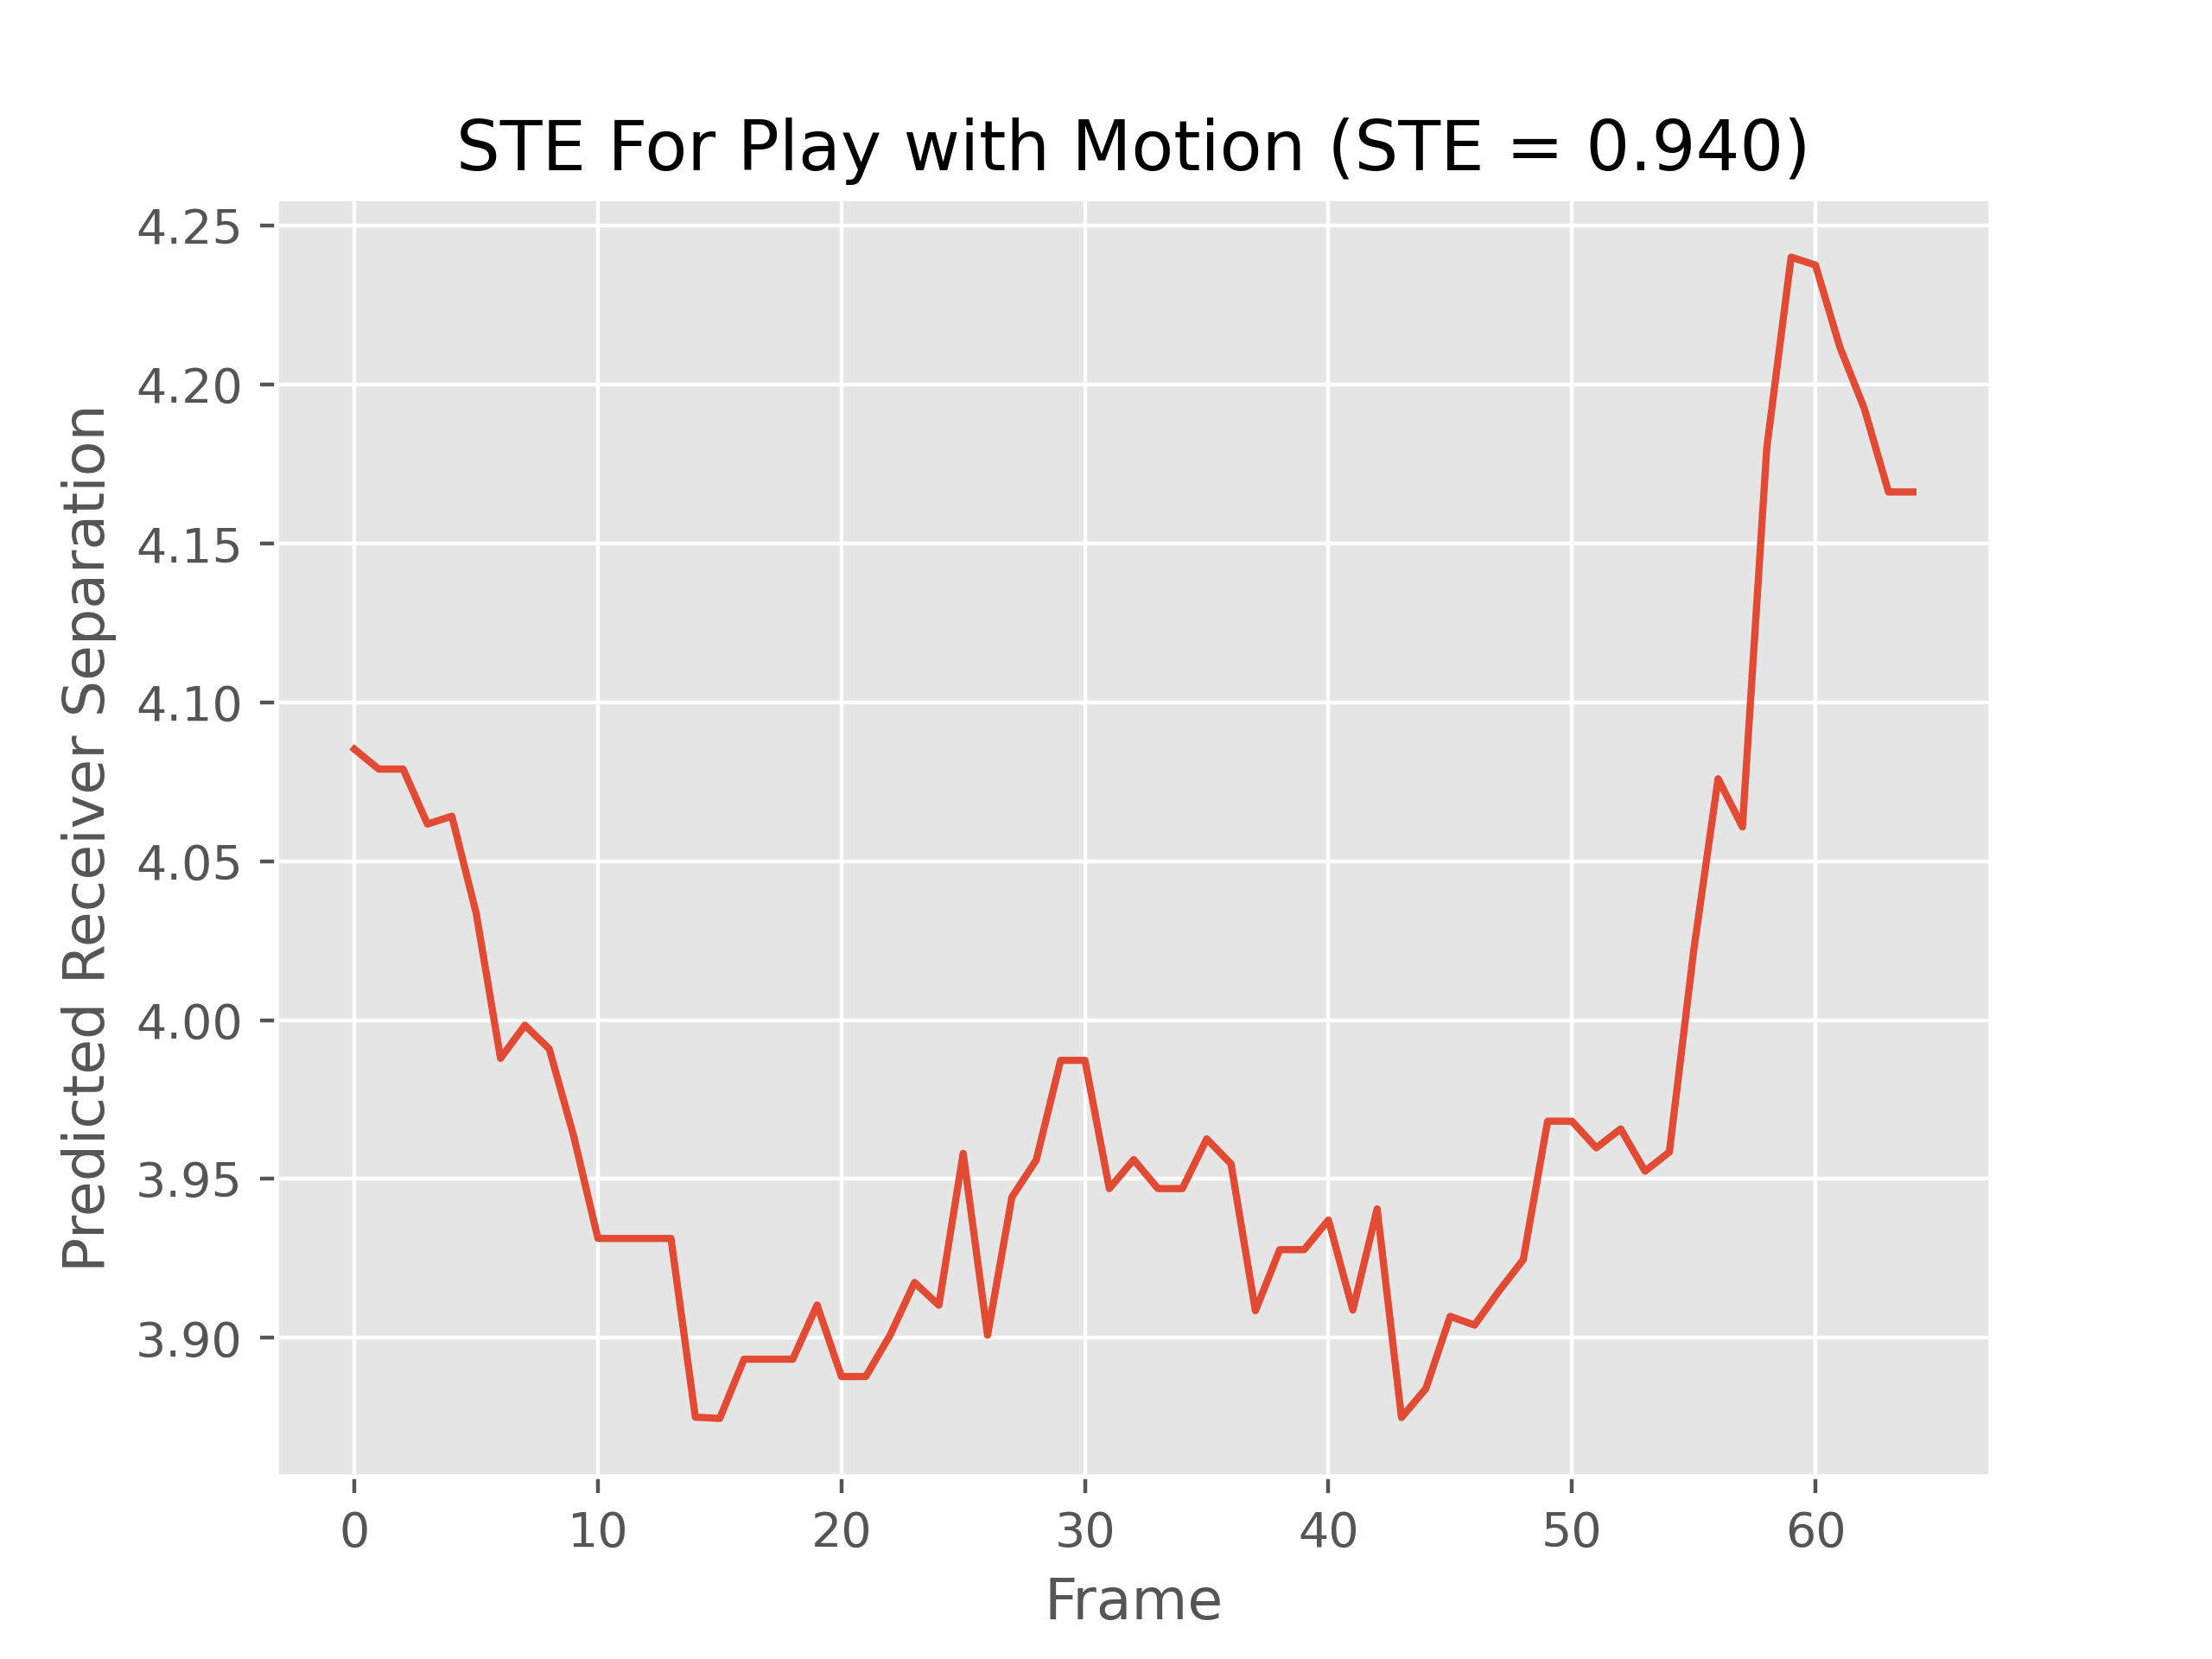 STE For Play with Motion (STE = 0.940)
Predicted Receiver Separation
4.25
4.20
4.15
4.10
4.05
4.00
3.95
3.90
0 10 20 30 40 50 60
Frame